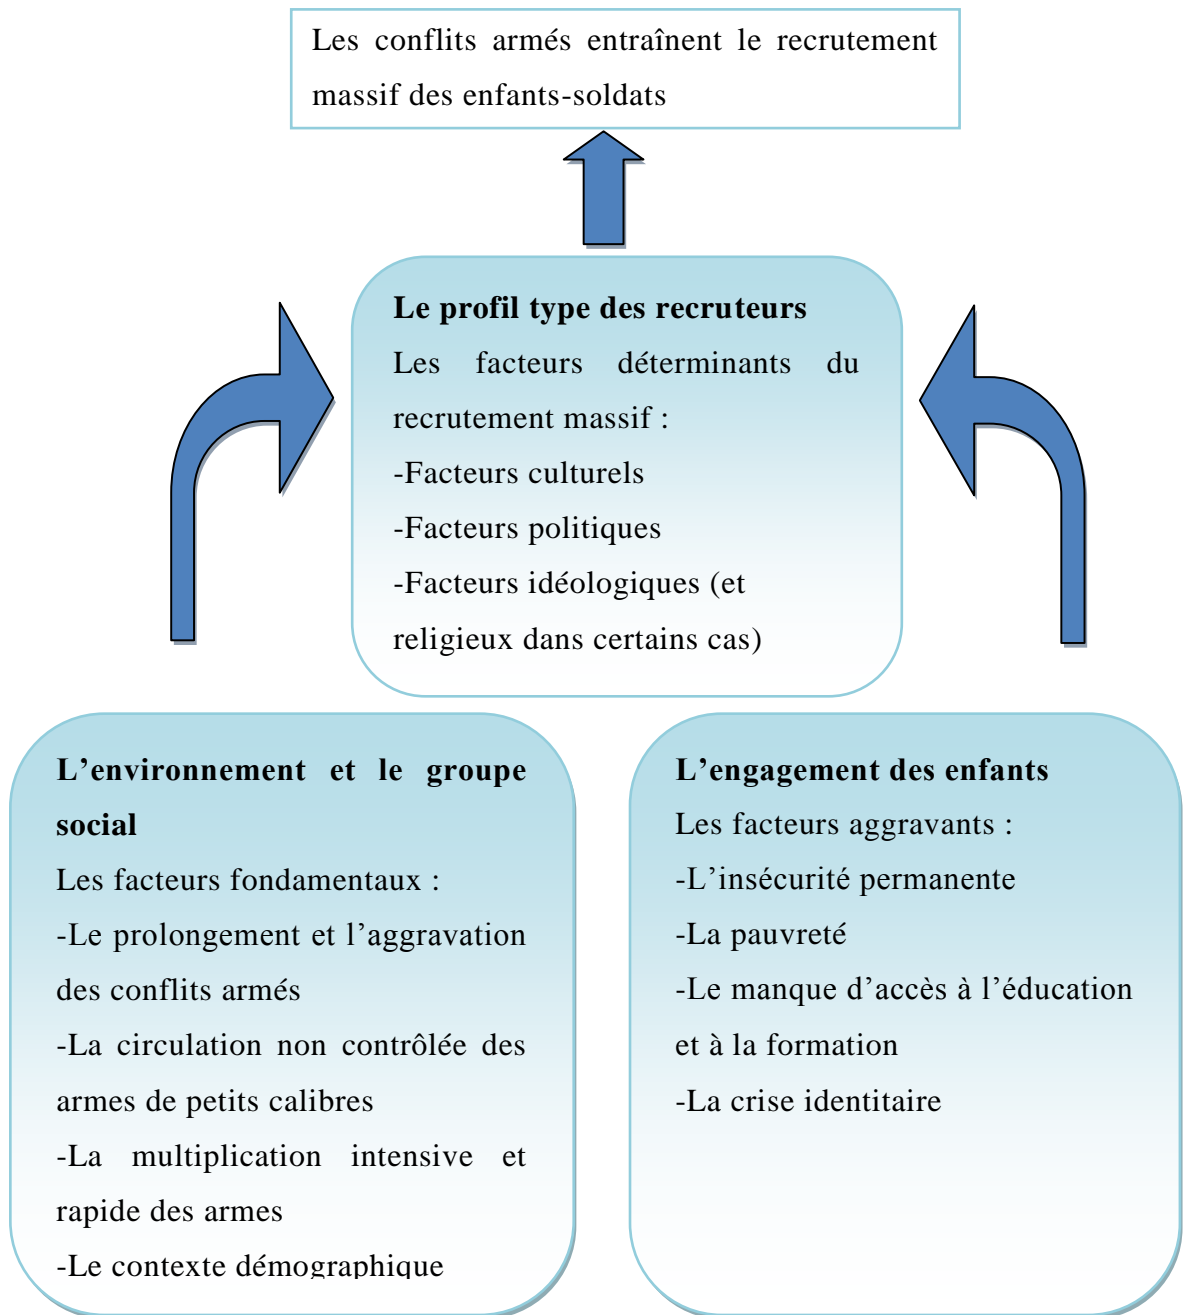 Les conflits armés entraînent le recrutement
massif des enfants-soldats
Le profil type des recruteurs
Les facteurs déterminants du
recrutement massif :
-Facteurs culturels
-Facteurs politiques
-Facteurs idéologiques (et
religieux dans certains cas)
L’environnement et le groupe
social
Les facteurs fondamentaux :
-Le prolongement et l’aggravation
des conflits armés
-La circulation non contrôlée des
armes de petits calibres
-La multiplication intensive et
rapide des armes
-Le contexte démographique
L’engagement des enfants
Les facteurs aggravants :
-L’insécurité permanente
-La pauvreté
-Le manque d’accès à l’éducation
et à la formation
-La crise identitaire